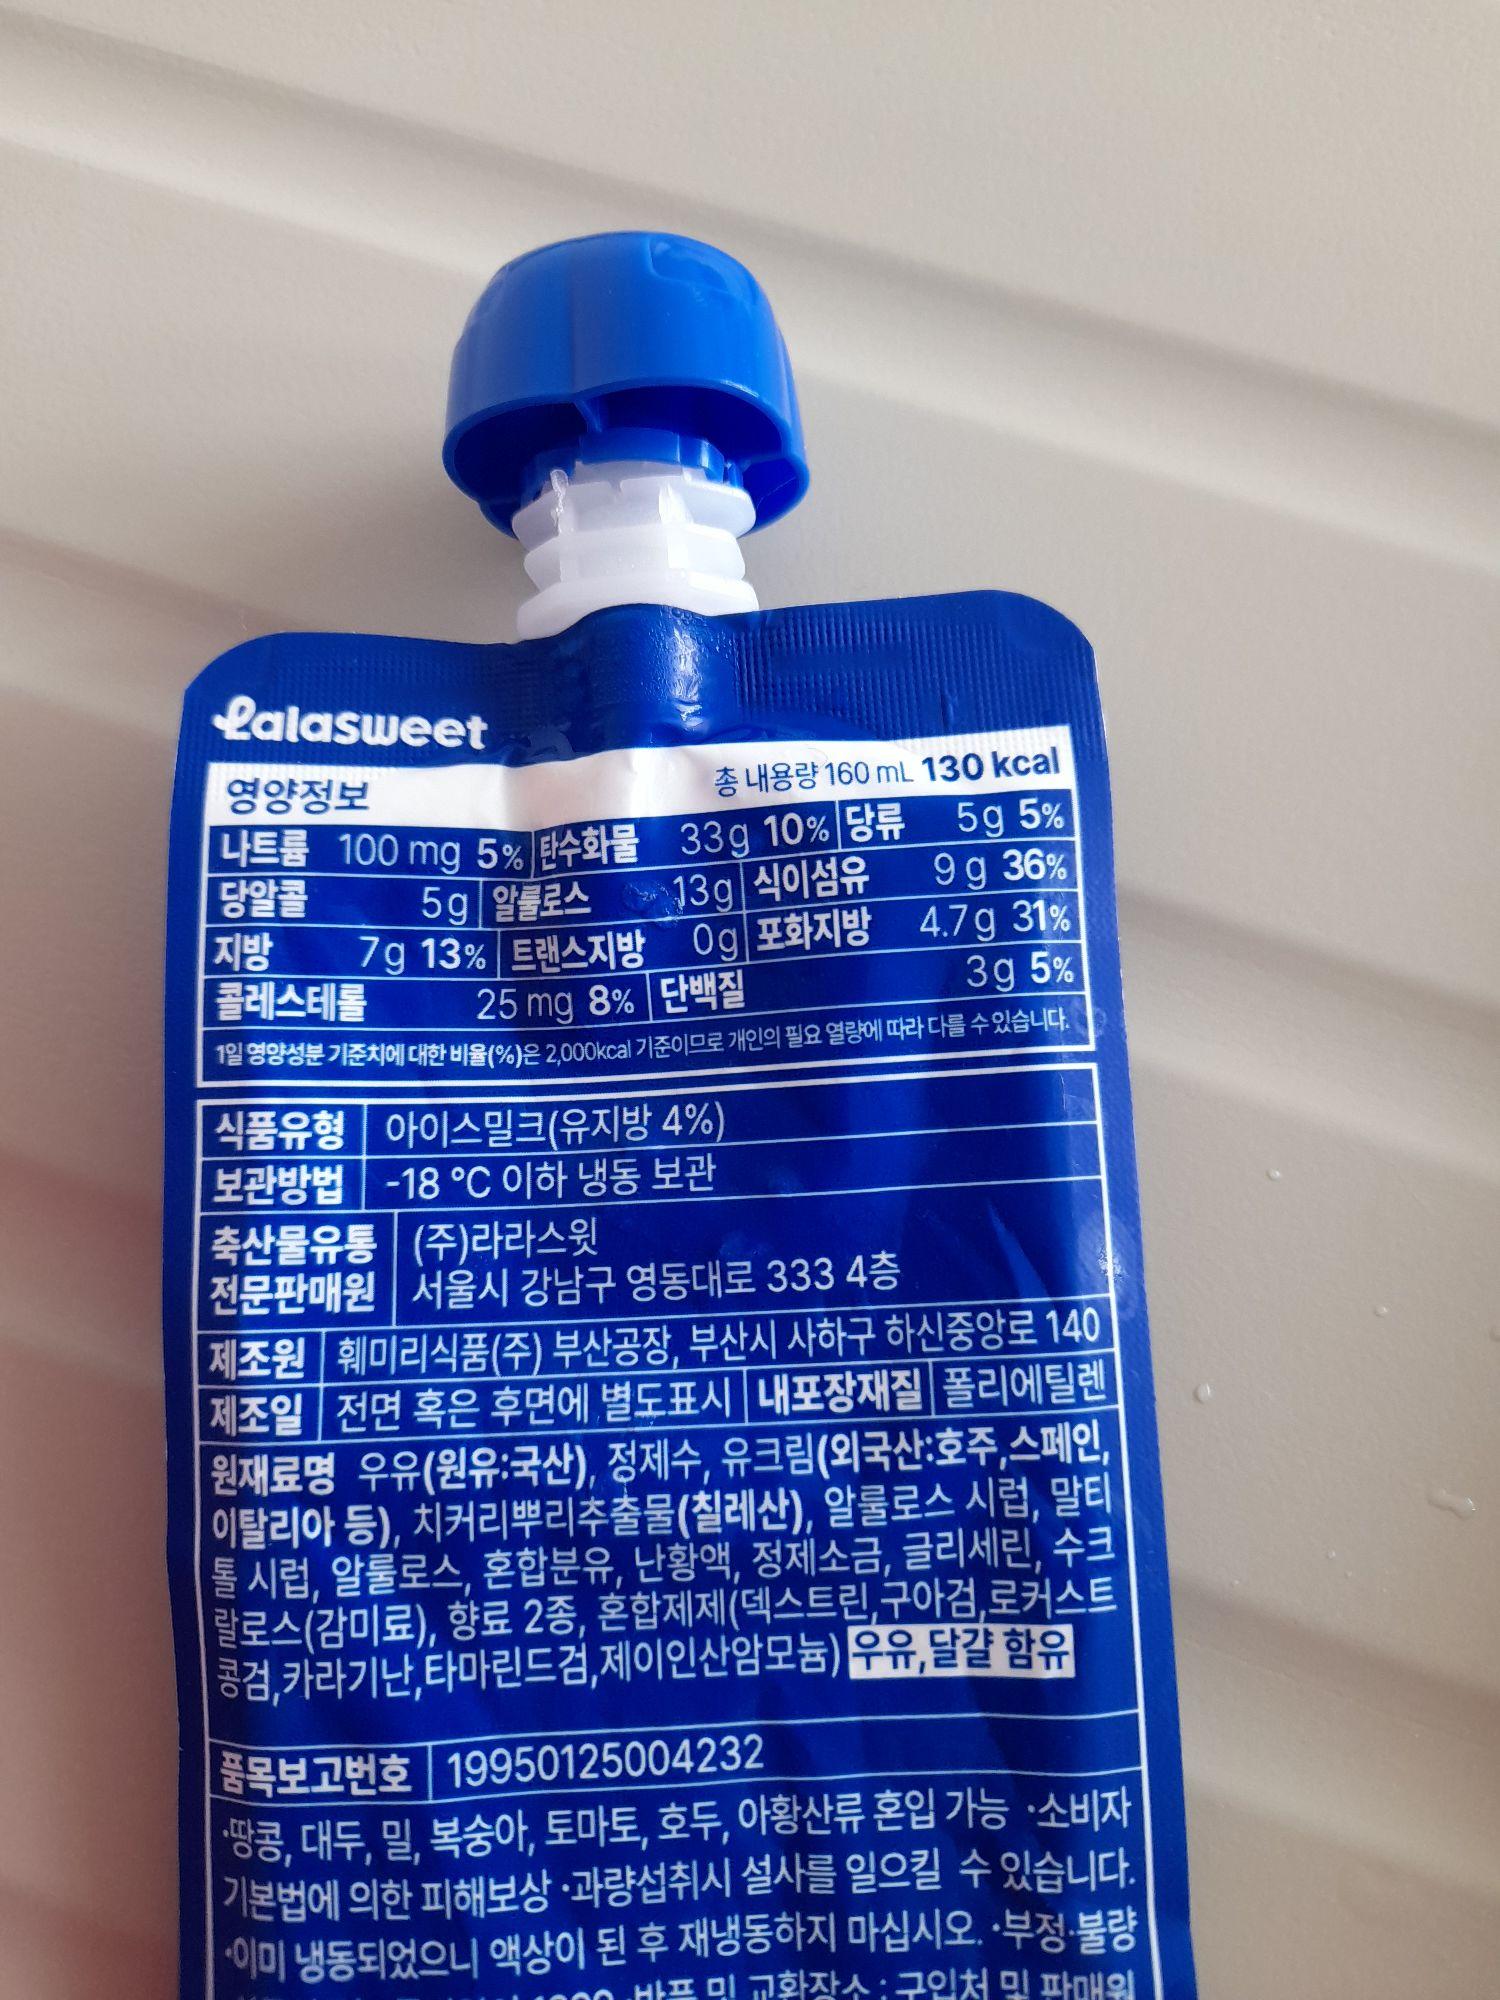 lalasweet
영양정보 총 내용량 160 mL 130 kcal
나트륨 100 mg 5% 탄수화물 33g 10% 당류 5g 5%
당알콜 5g 알룰로스 13g 식이섬유 9g 36%
지방 7g 13% 트랜스지방 0g 포화지방 4.7g 31%
콜레스테롤 25 mg 8% 단백질 3g 5%
1일 영양성분 기준치에 대한 비율(%)은 2,000kcal 기준이므로 개인의 필요 열량에 따라 다를 수 있습니다.
식품유형 아이스밀크(유지방 4%)
보관방법 -18 ℃ 이하 냉동 보관
축산물유통 (주)라라스윗
전문판매원 서울시 강남구 영동대로 333 4층
제조원 훼미리식품(주) 부산공장, 부산시 사하구 하신중앙로 140
제조일 전면 혹은 후면에 별도표시 내포장재질 폴리에틸렌
원재료명 우유(원유:국산), 정제수, 유크림(외국산:호주,스페인,
이탈리아 등), 치커리뿌리추출물(칠레산), 알룰로스 시럽, 말티
톨 시럽, 알룰로스, 혼합분유, 난황액, 정제소금, 글리세린, 수크
랄로스(감미료), 향료 2종, 혼합제제(덱스트린,구아검,로커스트
콩검,카라기난,타마린드검,제이인산암모늄) 우유,달걀 함유
품목보고번호 19950125004232
·땅콩, 대두, 밀, 복숭아, 토마토, 호두, 아황산류 혼입 가능 ·소비자
기본법에 의한 피해보상 ·과량섭취시 설사를 일으킬 수 있습니다.
·이미 냉동되었으니 액상이 된 후 재냉동하지 마십시오. ·부정·불량
반품 및 교환장소 : 구입처 및 판매원